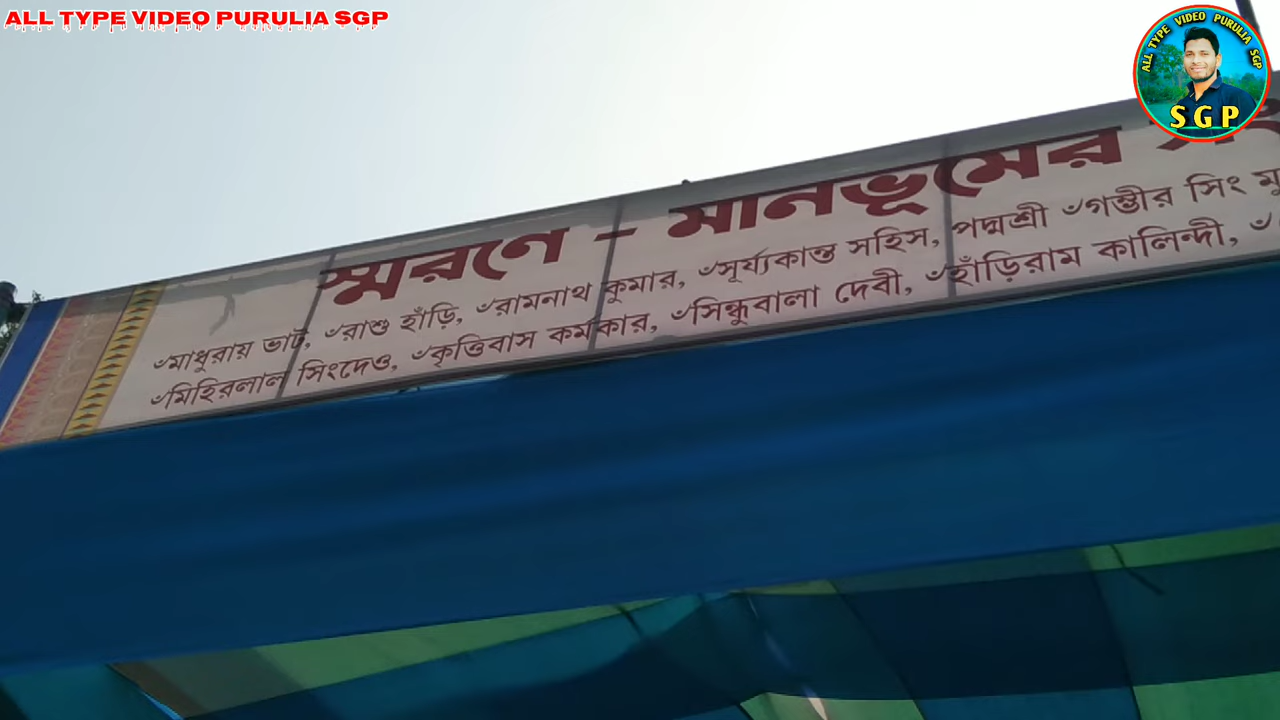 ALL TYPE VIDEO PURULIA SGP
ALL TYPE VIDEO PURULIA SGP
SGP
স্মরণে - মানভূমের
ঁমাধুরায় ভাট, ঁরাশু হাঁড়ি, ঁরামনাথ কুমার, ঁসূর্য্যকান্ত সহিস, পদ্মশ্রী ঁগম্ভীর সিং
ঁমিহিরলাল সিংদেও, ঁকৃত্তিবাস কর্মকার, ঁসিন্ধুবালা দেবী, ঁহাঁড়িরাম কালিন্দী,